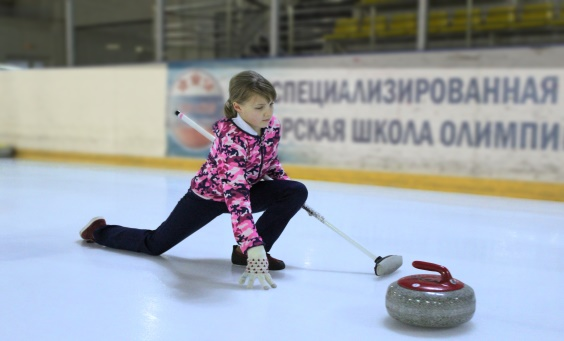 СПЕЦИАЛИЗИРОВАННАЯ
РСКАЯ ШКОЛА ОЛИМПИ